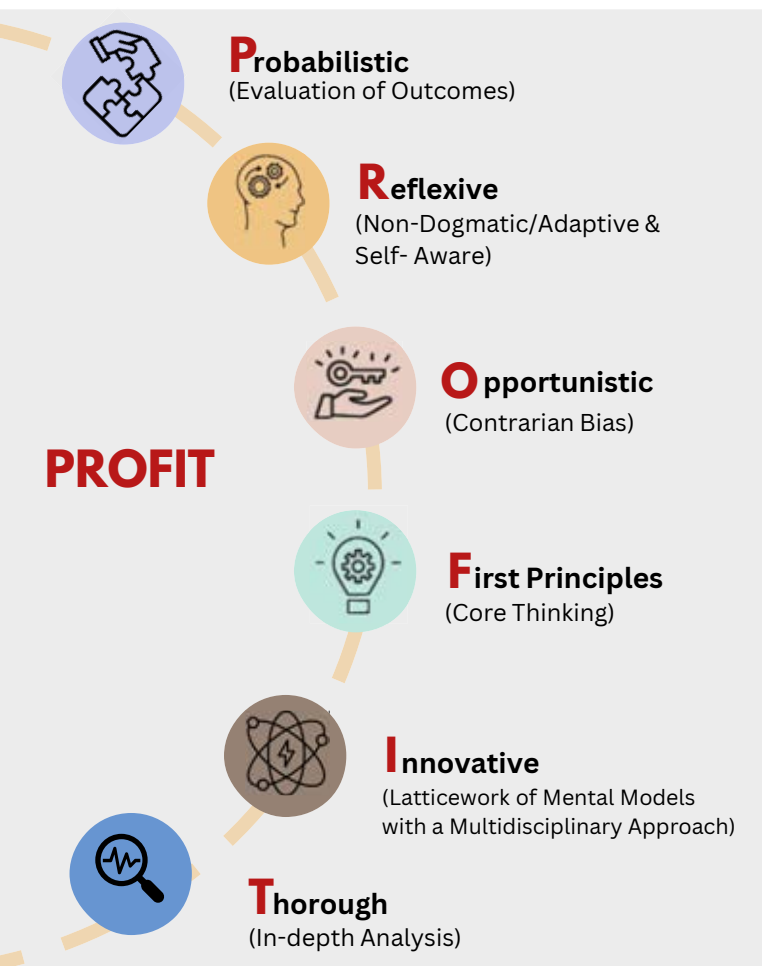 Probabilistic
(Evaluation of Outcomes)
Reflexive
(Non-Dogmatic/Adaptive &
Self- Aware)
Opportunistic
(Contrarian Bias)
PROFIT
First Principles
(Core Thinking)
Innovative
(Latticework of Mental Models
with a Multidisciplinary Approach)
Thorough
(In-depth Analysis)